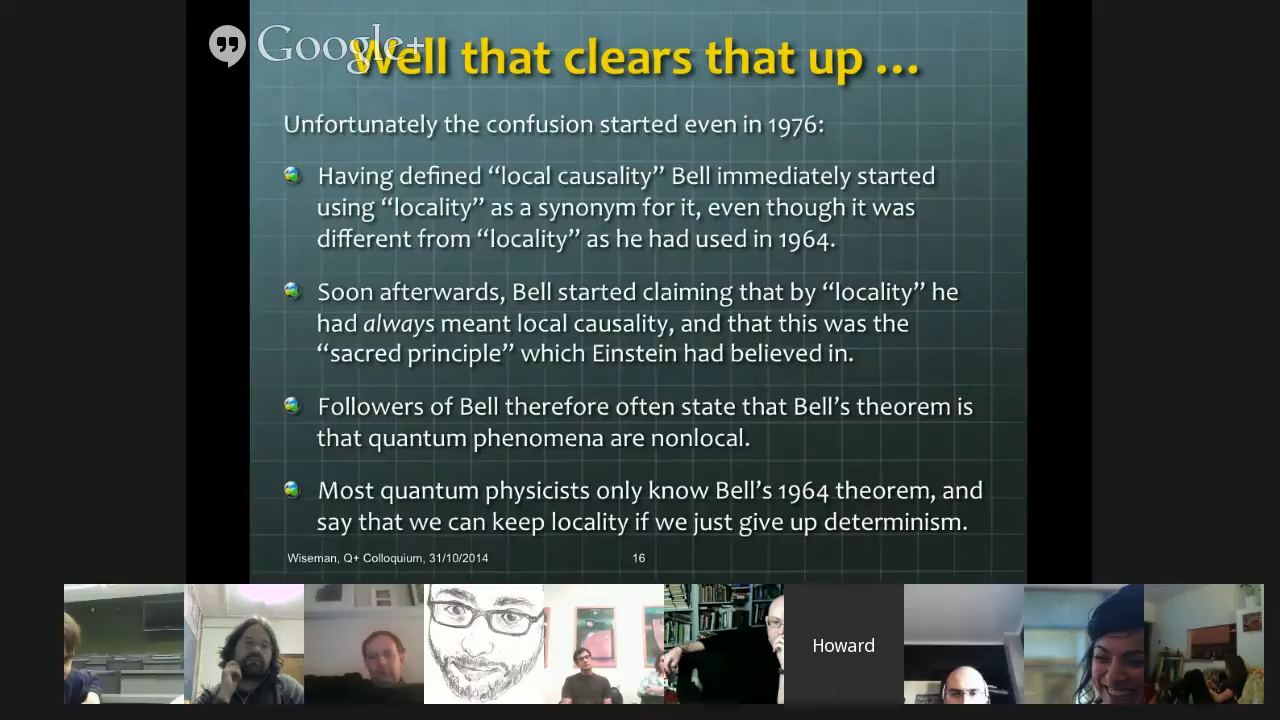 Google+
Well that clears that up ...
Unfortunately the confusion started even in 1976:
Having defined “local causality” Bell immediately started
using “locality” as a synonym for it, even though it was
different from “locality” as he had used in 1964.
Soon afterwards, Bell started claiming that by “locality” he
had always meant local causality, and that this was the
“sacred principle” which Einstein had believed in.
Followers of Bell therefore often state that Bell’s theorem is
that quantum phenomena are nonlocal.
Most quantum physicists only know Bell’s 1964 theorem, and
say that we can keep locality if we just give up determinism.
Wiseman, Q+ Colloquium, 31/10/2014 16
Howard